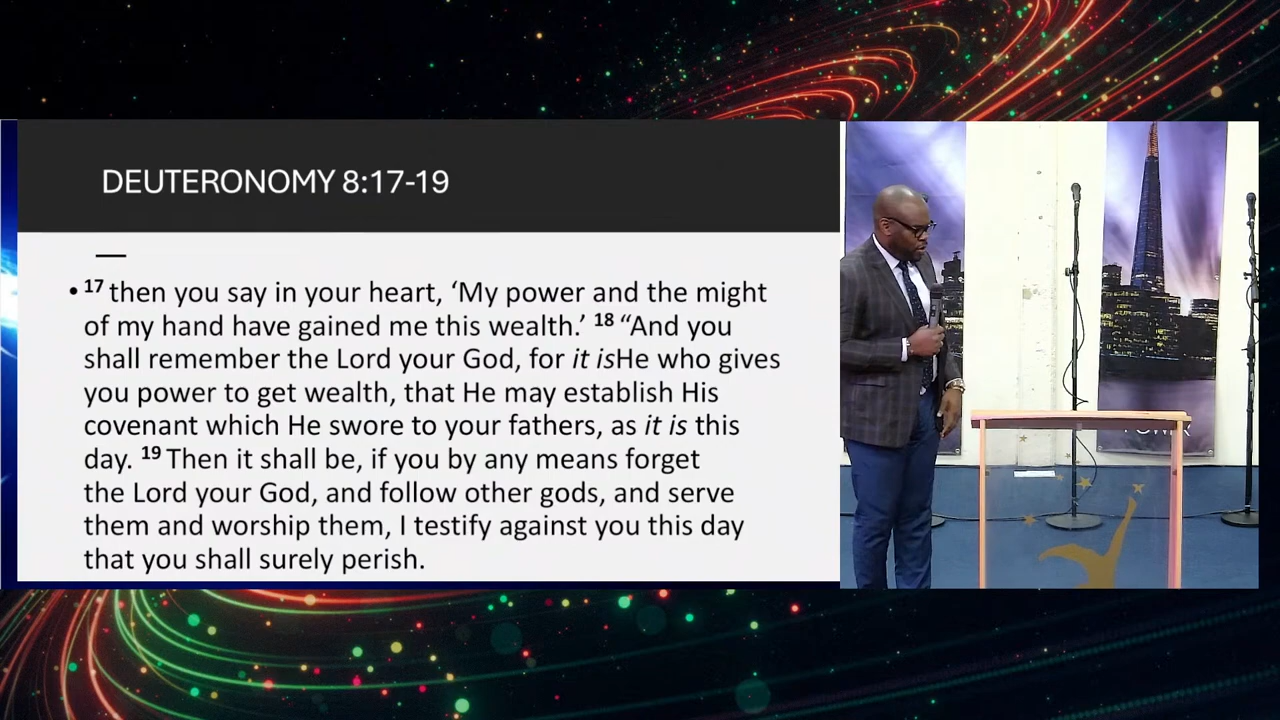 DEUTERONOMY 8:17-19
• 17 then you say in your heart, ‘My power and the might
of my hand have gained me this wealth.’ 18 “And you
shall remember the Lord your God, for it isHe who gives
you power to get wealth, that He may establish His
covenant which He swore to your fathers, as it is this
day. 19 Then it shall be, if you by any means forget
the Lord your God, and follow other gods, and serve
them and worship them, I testify against you this day
that you shall surely perish.
POWER